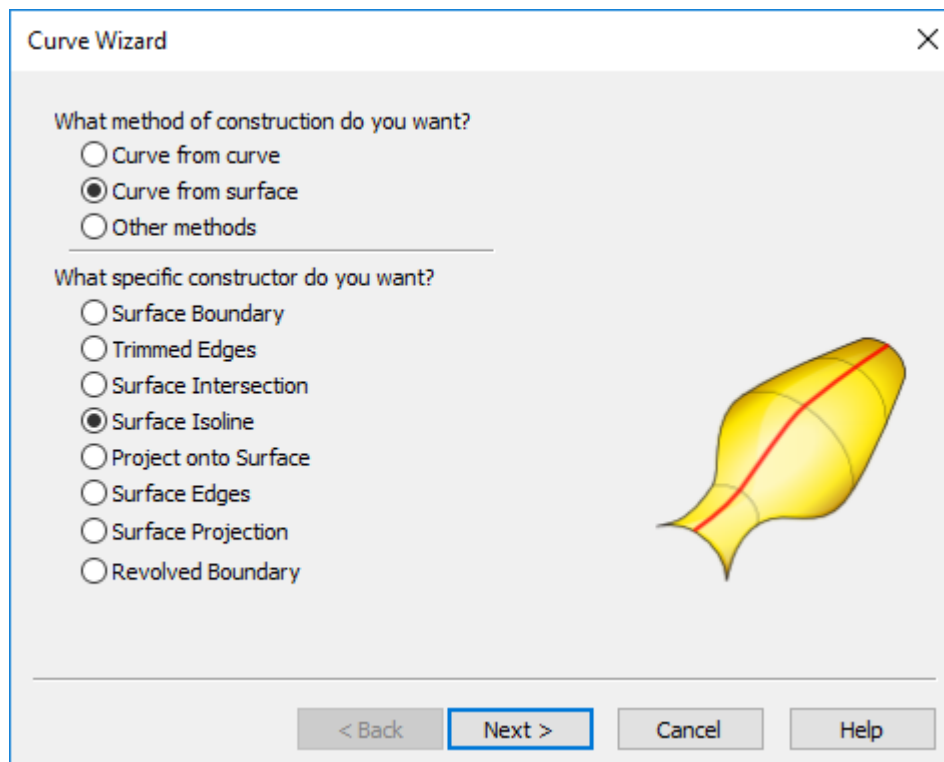 Curve Wizard
What method of construction do you want?
Curve from curve
Curve from surface
Other methods
What specific constructor do you want?
Surface Boundary
Trimmed Edges
Surface Intersection
Surface Isoline
Project onto Surface
Surface Edges
Surface Projection
Revolved Boundary
< Back Next > Cancel Help